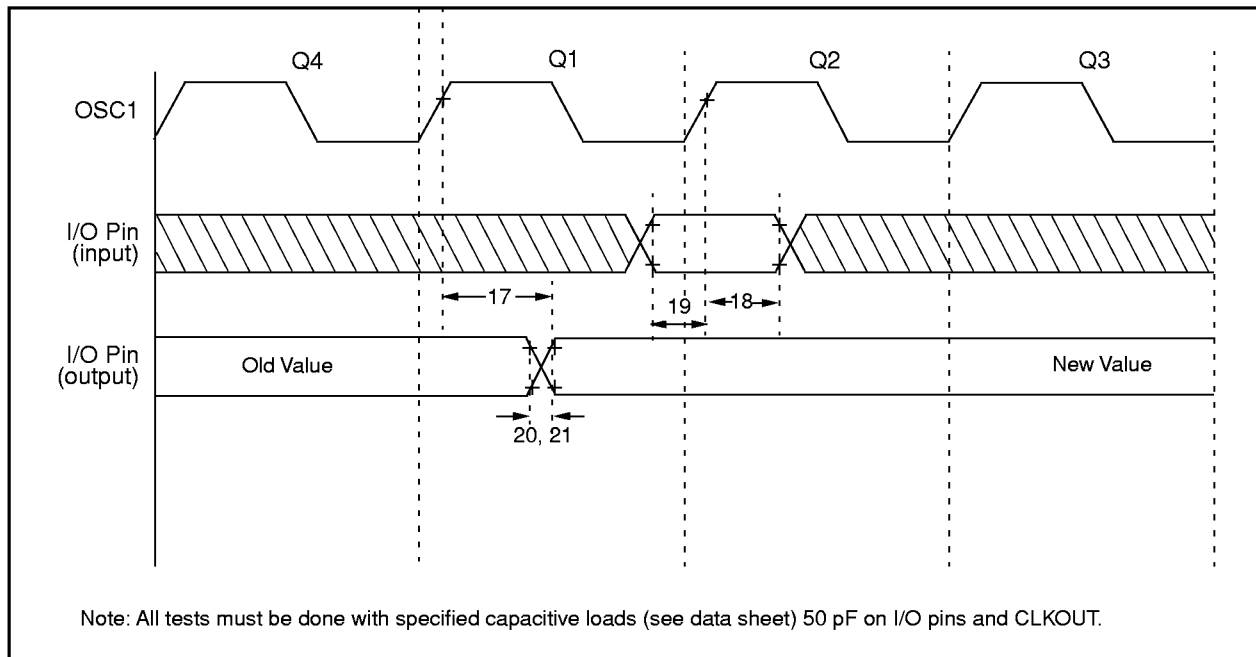 Q4 Q1 Q2 Q3
OSC1
I/O Pin
(input)
17 19 18
I/O Pin
(output)
Old Value New Value
20, 21
Note: All tests must be done with specified capacitive loads (see data sheet) 50 pF on I/O pins and CLKOUT.